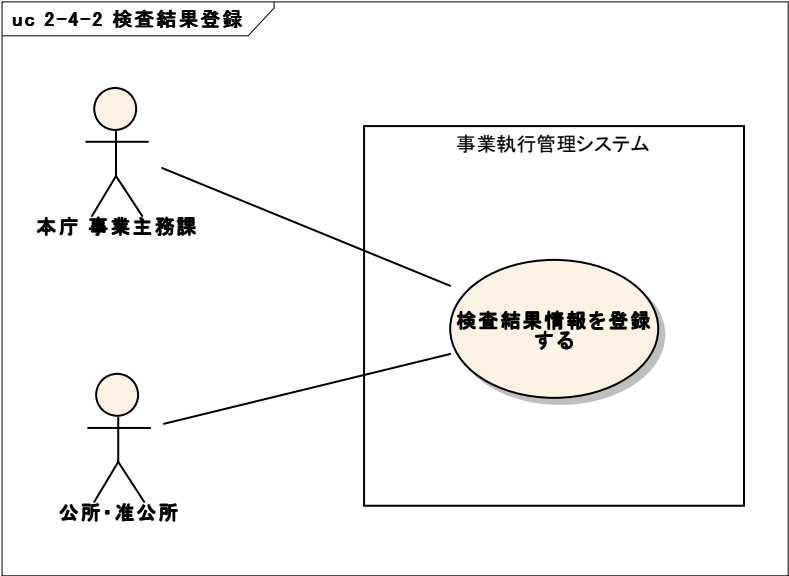 uc 2-4-2 検査結果登録
事業執行管理システム
本庁 事業主務課
検査結果情報を登録
する
公所・准公所